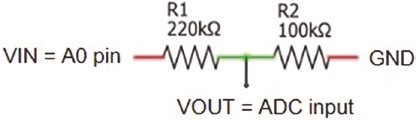 R1
220kΩ
R2
100kΩ
VIN = A0 pin
GND
VOUT = ADC input